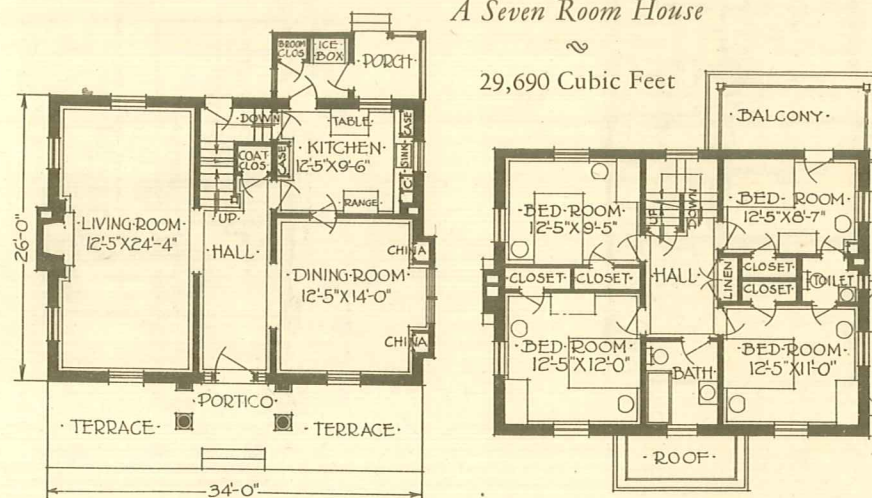 A Seven Room House
29,690 Cubic Feet
BROOM
CLOS
ICE
BOX
PORCH
DOWN
TABLE
CASE
KITCHEN
12'-5"X9'-6"
COAT
CLOS
CASE
SINK
C
RANGE
UP
LIVING·ROOM
12'-5"X24'-4"
·HALL·
26'-0"
CHINA
DINING·ROOM·
12'-5"X14'-0"
CHINA
·PORTICO·
·TERRACE·
·TERRACE·
34'-0"
·BALCONY·
·BED·ROOM·
12'-5"X9'-5"
UP
DOWN
·BED·ROOM·
12'-5"X8'-7"
·CLOSET·
·CLOSET·
·HALL·
LINEN
·CLOSET·
·CLOSET·
TOILET
·BED·ROOM·
12'-5"X12'-0"
·BATH·
·BED·ROOM·
12'-5"X11'-0"
·ROOF·